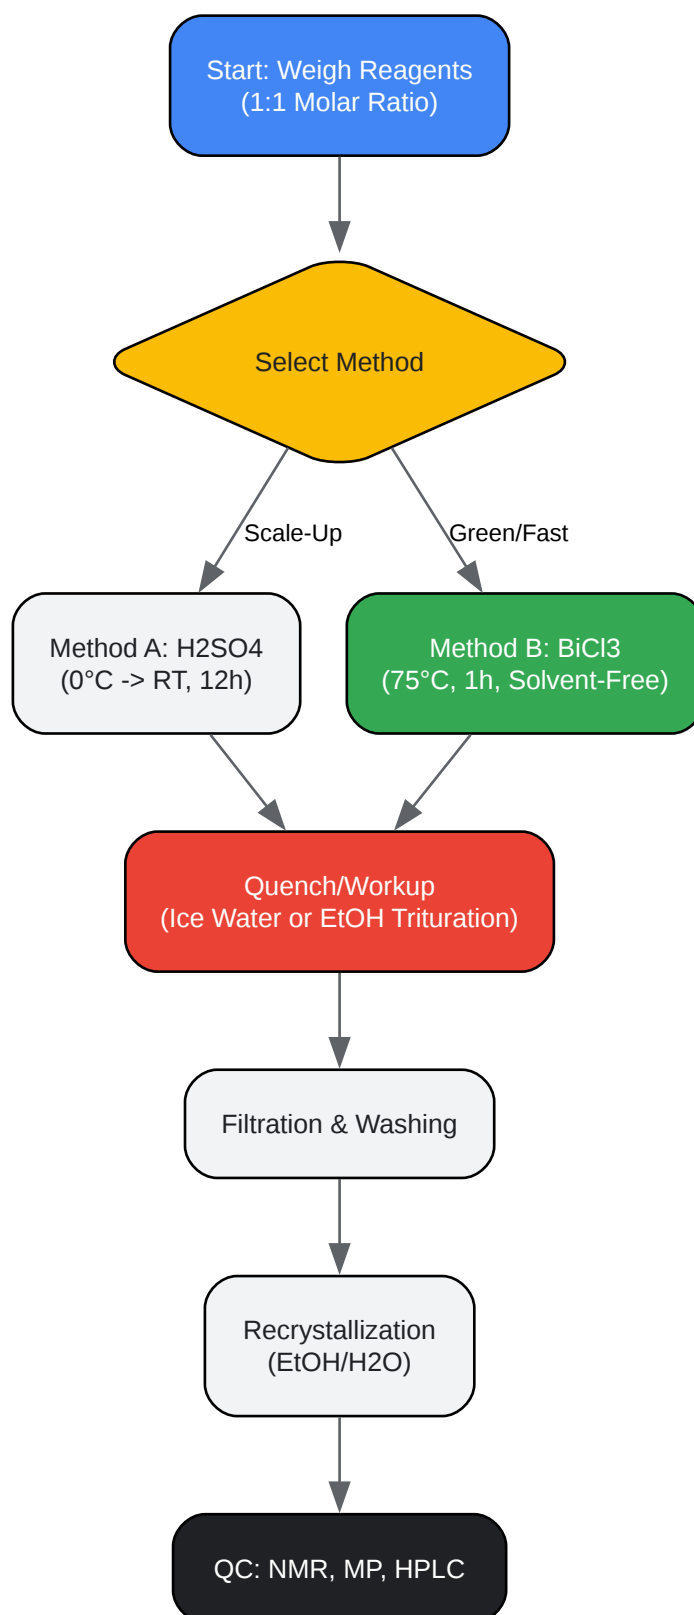 Start: Weigh Reagents
(1:1 Molar Ratio)
Select Method
Scale-Up
Green/Fast
Method A: H2SO4
(0°C -> RT, 12h)
Method B: BiCl3
(75°C, 1h, Solvent-Free)
Quench/Workup
(Ice Water or EtOH Trituration)
Filtration & Washing
Recrystallization
(EtOH/H2O)
QC: NMR, MP, HPLC